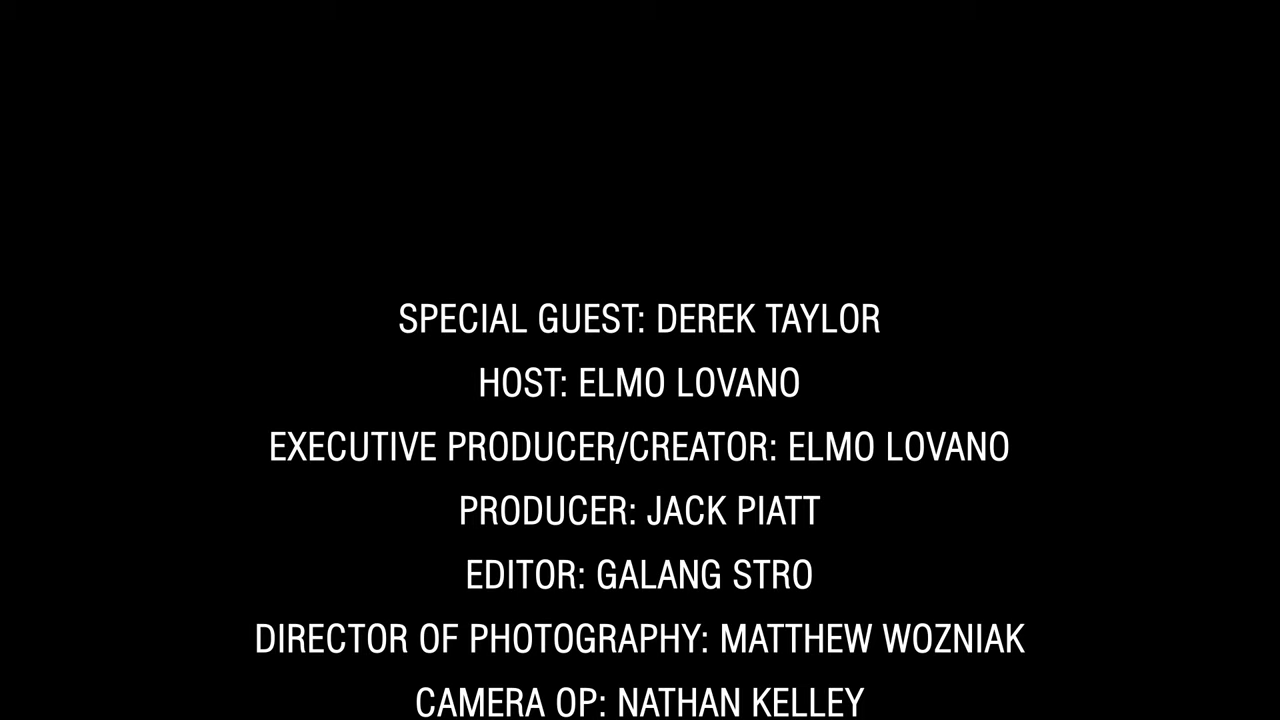 SPECIAL GUEST: DEREK TAYLOR
HOST: ELMO LOVANO
EXECUTIVE PRODUCER/CREATOR: ELMO LOVANO
PRODUCER: JACK PIATT
EDITOR: GALANG STRO
DIRECTOR OF PHOTOGRAPHY: MATTHEW WOZNIAK
CAMERA OP: NATHAN KELLEY